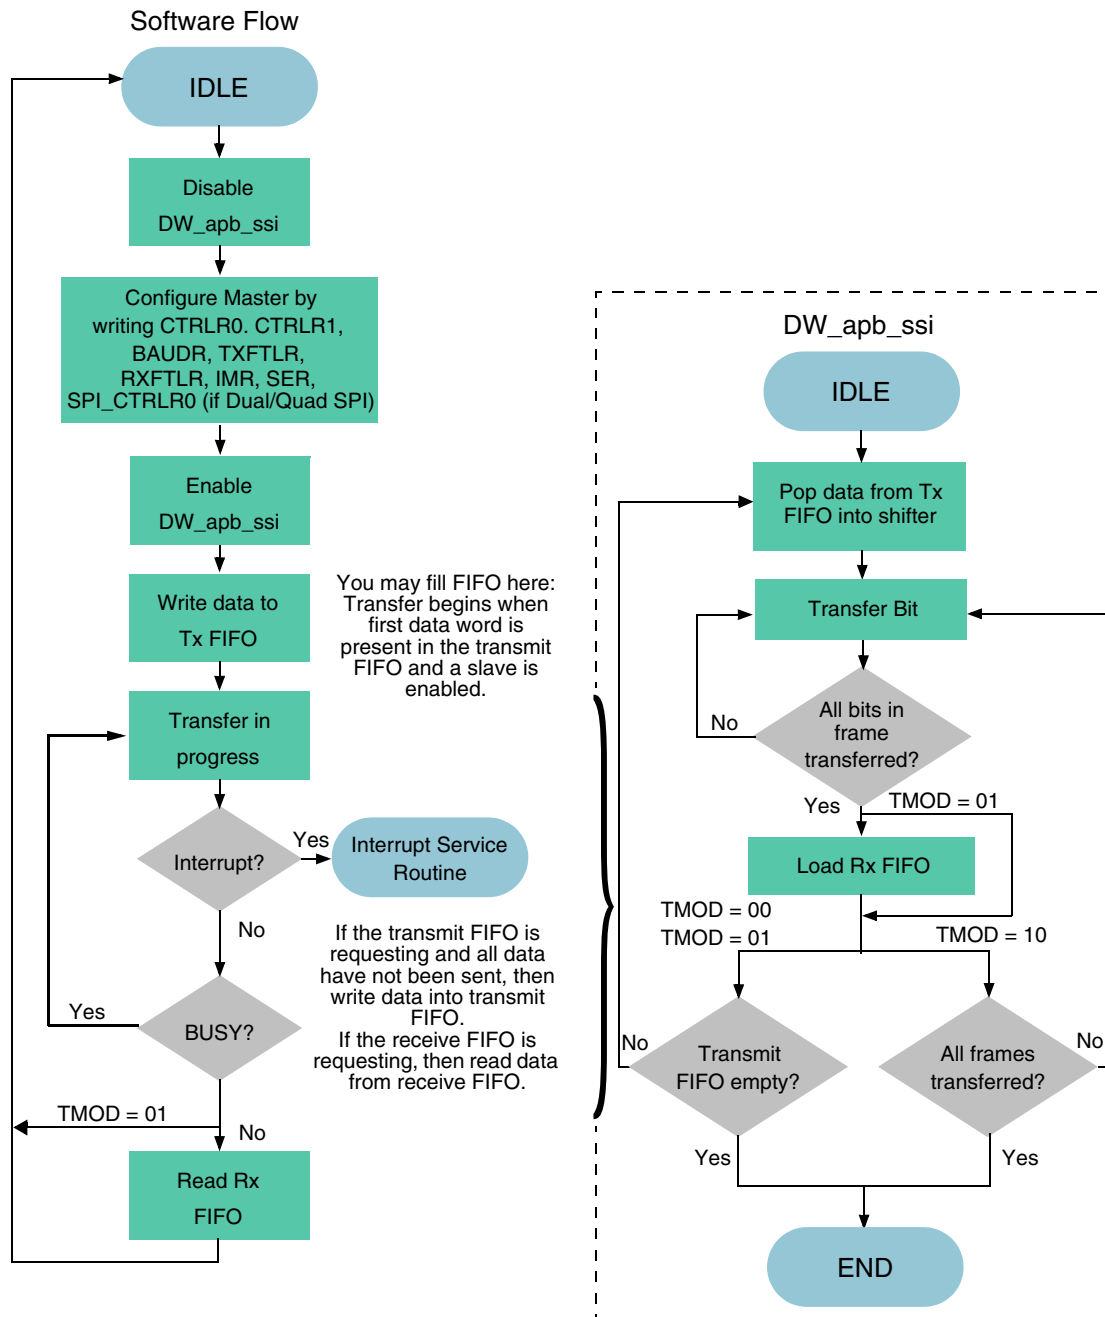 Software Flow
IDLE
Disable
DW_apb_ssi
Configure Master by
writing CTRLR0. CTRLR1,
BAUDR, TXFTLR,
RXFTLR, IMR, SER,
SPI_CTRLR0 (if Dual/Quad SPI)
Enable
DW_apb_ssi
Write data to
Tx FIFO
You may fill FIFO here:
Transfer begins when
first data word is
present in the transmit
FIFO and a slave is
enabled.
Transfer in
progress
Interrupt?
Yes
Interrupt Service
Routine
No
If the transmit FIFO is
requesting and all data
have not been sent, then
write data into transmit
FIFO.
If the receive FIFO is
requesting, then read data
from receive FIFO.
BUSY?
Yes
No
TMOD = 01
Read Rx
FIFO
DW_apb_ssi
IDLE
Pop data from Tx
FIFO into shifter
Transfer Bit
All bits in
frame
transferred?
No
Yes
TMOD = 01
Load Rx FIFO
TMOD = 00
TMOD = 01
TMOD = 10
Transmit
FIFO empty?
No
Yes
All frames
transferred?
No
Yes
END